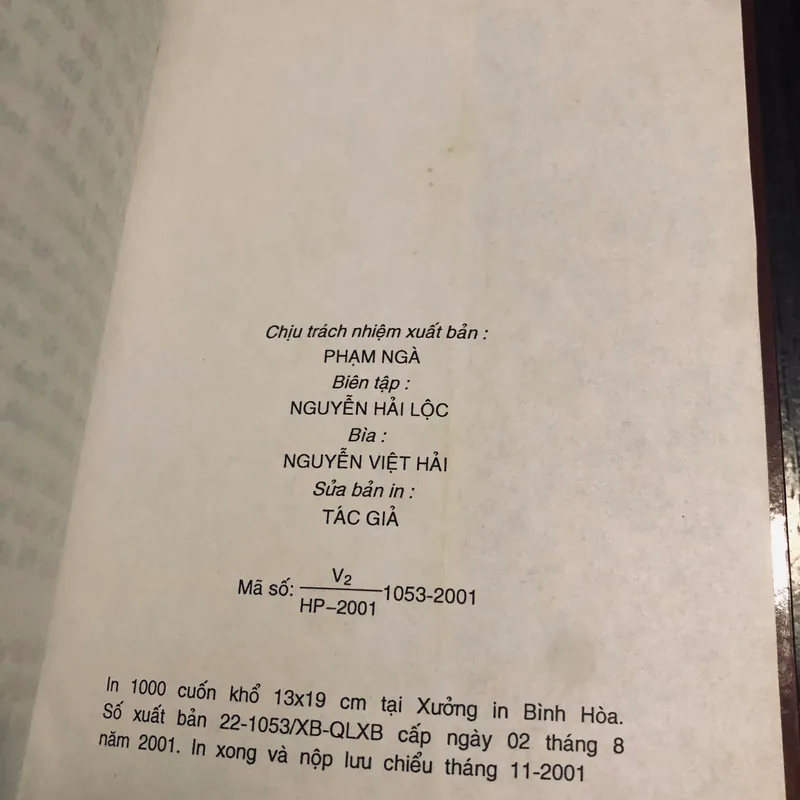 Chịu trách nhiệm xuất bản :
PHẠM NGÀ
Biên tập :
NGUYỄN HẢI LỘC
Bìa :
NGUYỄN VIỆT HẢI
Sửa bản in :
TÁC GIẢ
Mã số: V2
HP–2001 1053-2001
In 1000 cuốn khổ 13x19 cm tại Xưởng in Bình Hòa.
Số xuất bản 22-1053/XB-QLXB cấp ngày 02 tháng 8
năm 2001. In xong và nộp lưu chiểu tháng 11-2001